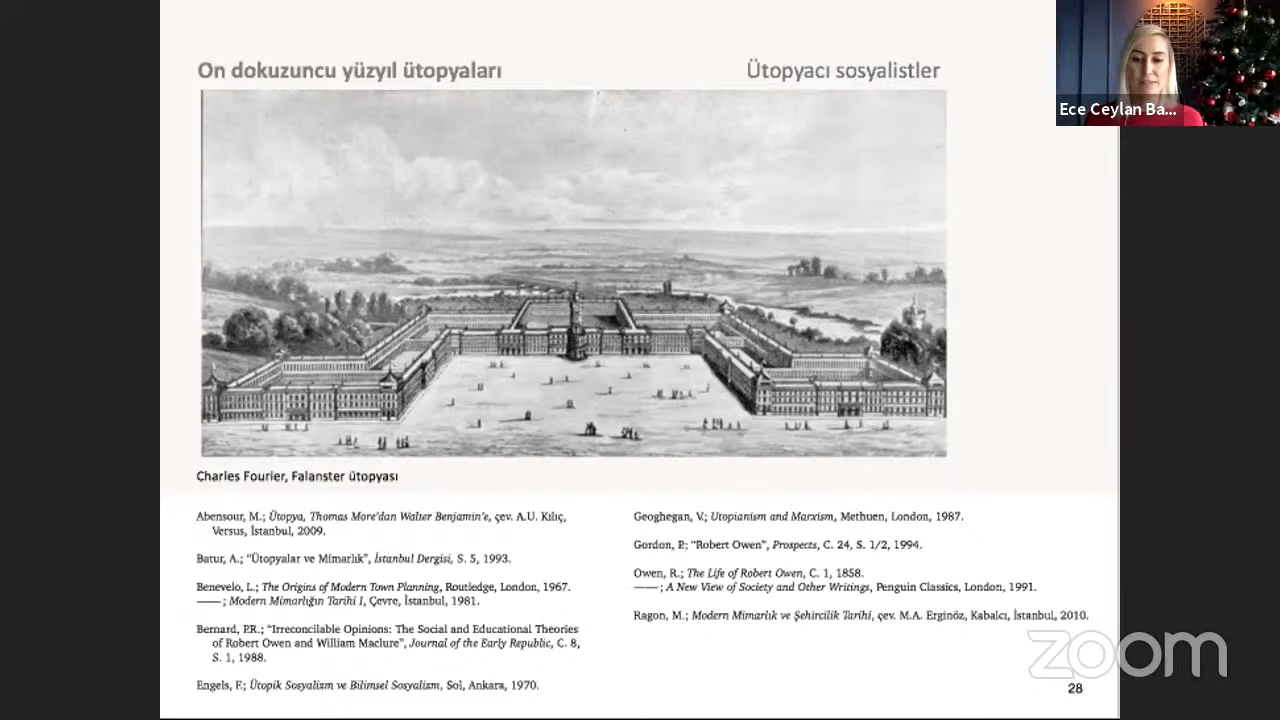 On dokuzuncu yüzyıl ütopyaları
Ütopyacı sosyalistler
Ece Ceylan Ba...
Charles Fourier, Falanster ütopyası
Abensour, M.; Ütopya, Thomas More'dan Walter Benjamin'e, çev. A.U. Kılıç,
Versus, İstanbul, 2009.
Batur, A.; "Ütopyalar ve Mimarlık", İstanbul Dergisi, S. 5, 1993.
Benevelo, L.; The Origins of Modern Town Planning, Routledge, London, 1967.
——; Modern Mimarlığın Tarihi I, Çevre, İstanbul, 1981.
Bernard, P.R.; "Irreconcilable Opinions: The Social and Educational Theories
of Robert Owen and William Maclure", Journal of the Early Republic, C. 8,
S. 1, 1988.
Engels, F.; Ütopik Sosyalizm ve Bilimsel Sosyalizm, Sol, Ankara, 1970.
Geoghegan, V.; Utopianism and Marxism, Methuen, London, 1987.
Gordon, P.; "Robert Owen", Prospects, C. 24, S. 1/2, 1994.
Owen, R.; The Life of Robert Owen, C. 1, 1858.
——; A New View of Society and Other Writings, Penguin Classics, London, 1991.
Ragon, M.; Modern Mimarlık ve Şehircilik Tarihi, çev. M.A. Erginöz, Kabalcı, İstanbul, 2010.
zoom
28